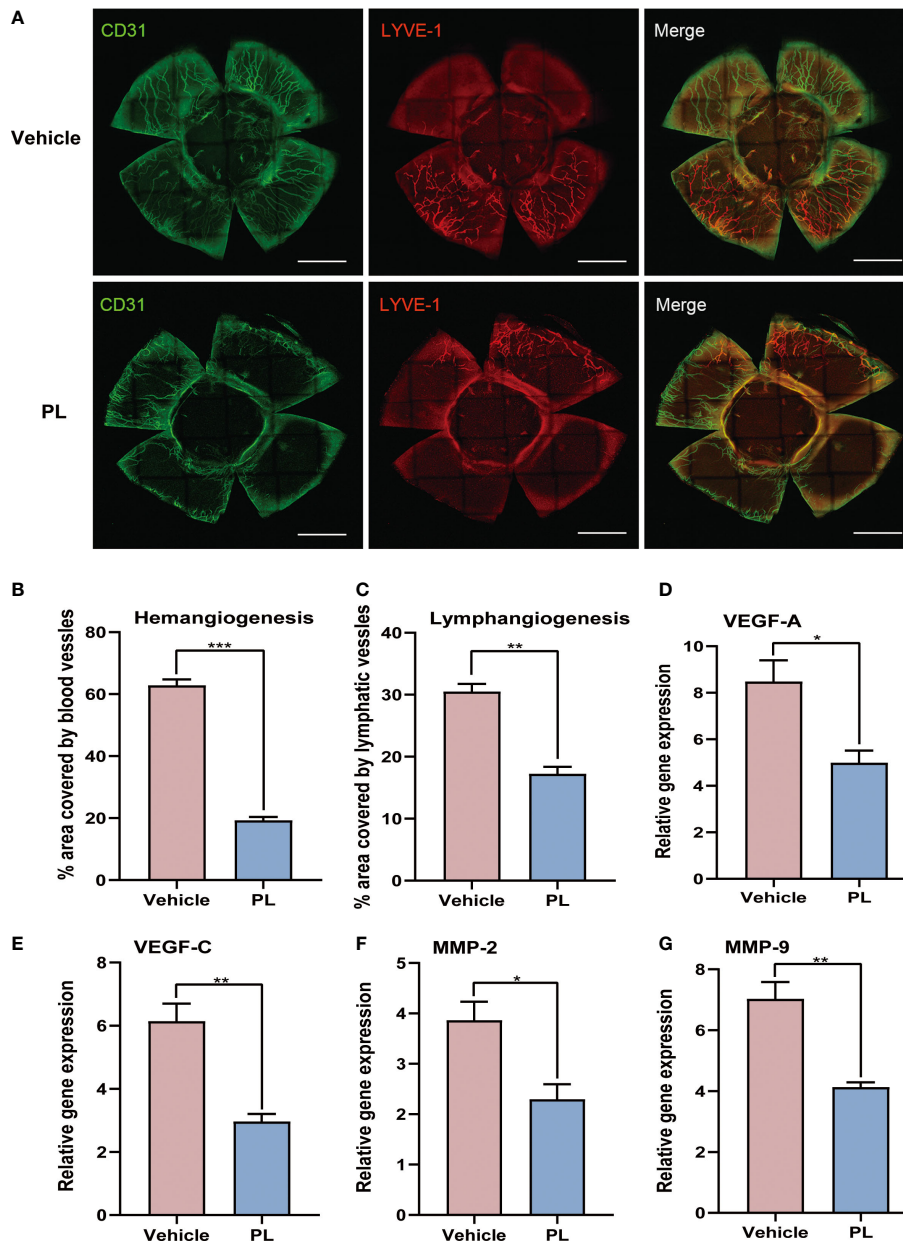 A
CD31
LYVE-1
Merge
Vehicle
CD31
LYVE-1
Merge
PL
B
Hemangiogenesis
% area covered by blood vessles
80
60
40
20
0
***
Vehicle
PL
C
Lymphangiogenesis
% area covered by lymphatic vessles
40
30
20
10
0
**
Vehicle
PL
D
VEGF-A
Relative gene expression
10
8
6
4
2
0
*
Vehicle
PL
E
VEGF-C
Relative gene expression
8
6
4
2
0
**
Vehicle
PL
F
MMP-2
Relative gene expression
5
4
3
2
1
0
*
Vehicle
PL
G
MMP-9
Relative gene expression
8
6
4
2
0
**
Vehicle
PL